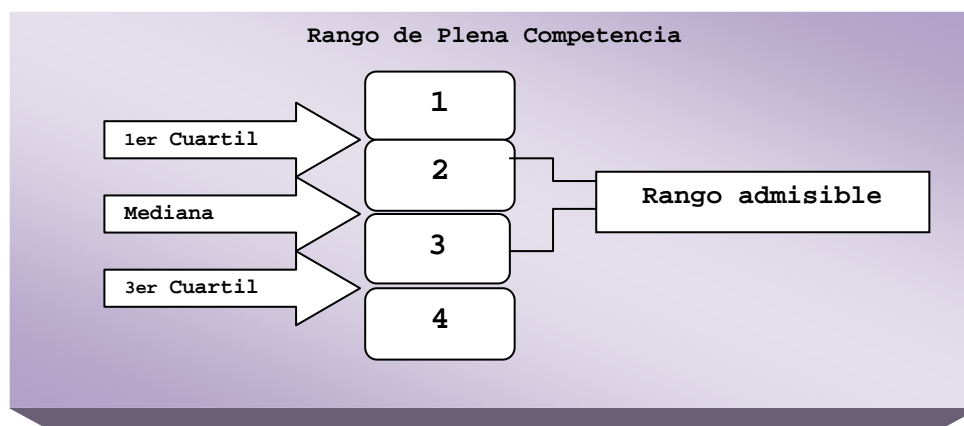 Rango de Plena Competencia
1
1er Cuartil
2
Rango admisible
Mediana
3
3er Cuartil
4